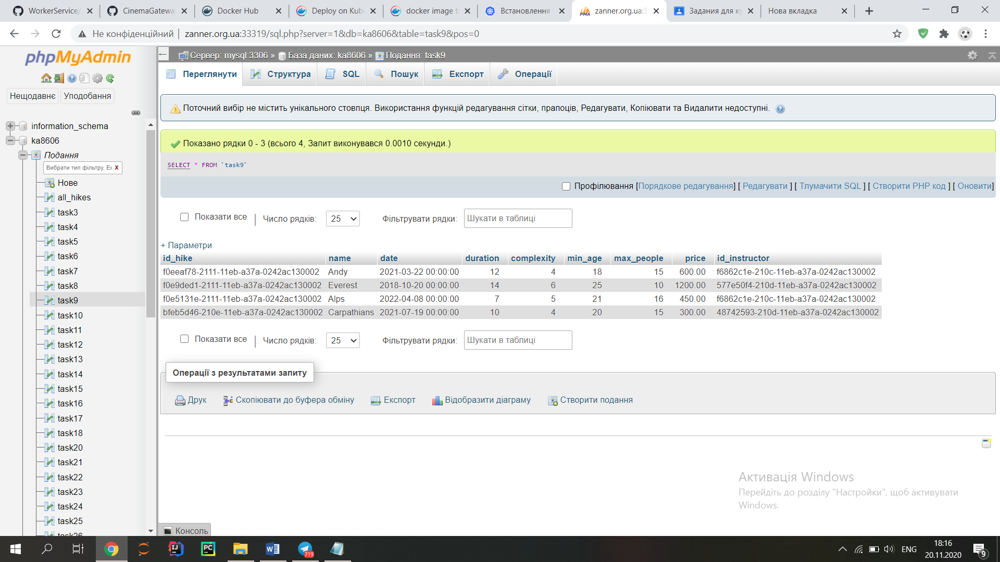 WorkerService/
CinemaGateway
Docker Hub
Deploy on Kube
docker image b
Встановлення
zanner.org.ua:3
Задания для ку
Нова вкладка
Не конфіденційний
zanner.org.ua:33319/sql.php?server=1&db=ka8606&table=task9&pos=0
phpMyAdmin
Нещодавнє
Уподобання
information_schema
ka8606
Подання
Вибрати тип фільтру, Er X
Нове
all_hikes
task3
task4
task5
task6
task7
task8
task9
task10
task11
task12
task13
task14
task15
task16
task17
task18
task20
task21
task22
task23
task24
task25
task26
Сервер: mysql:3306 » База даних: ka8606 » Подання: task9
Переглянути
Структура
SQL
Пошук
Експорт
Операції
Поточний вибір не містить унікального стовпця. Використання функцій редагування сітки, прапоців, Редагувати, Копіювати та Видалити недоступні.
Показано рядки 0 - 3 (всього 4, Запит виконувався 0.0010 секунди.)
SELECT * FROM `task9`
Профілювання [Порядкове редагування] [ Редагувати ] [ Тлумачити SQL ] [ Створити PHP код ] [ Оновити]
Показати все | Число рядків: 25 Фільтрувати рядки: Шукати в таблиці
+ Параметри
id_hike name date duration complexity min_age max_people price id_instructor
f0eeaf78-2111-11eb-a37a-0242ac130002 Andy 2021-03-22 00:00:00 12 4 18 15 600.00 f6862c1e-210c-11eb-a37a-0242ac130002
f0e9ded1-2111-11eb-a37a-0242ac130002 Everest 2018-10-20 00:00:00 14 6 25 10 1200.00 577e50f4-210d-11eb-a37a-0242ac130002
f0e5131e-2111-11eb-a37a-0242ac130002 Alps 2022-04-08 00:00:00 7 5 21 16 450.00 f6862c1e-210c-11eb-a37a-0242ac130002
bfeb5d46-210e-11eb-a37a-0242ac130002 Carpathians 2021-07-19 00:00:00 10 4 20 15 300.00 48742593-210d-11eb-a37a-0242ac130002
Показати все | Число рядків: 25 Фільтрувати рядки: Шукати в таблиці
Операції з результатами запиту
Друк
Скопіювати до буфера обміну
Експорт
Відобразити діаграму
Створити подання
Активація Windows
Перейдіть до розділу "Настройки", щоб активувати
Windows.
Консоль
719
ENG
18:16
20.11.2020
9